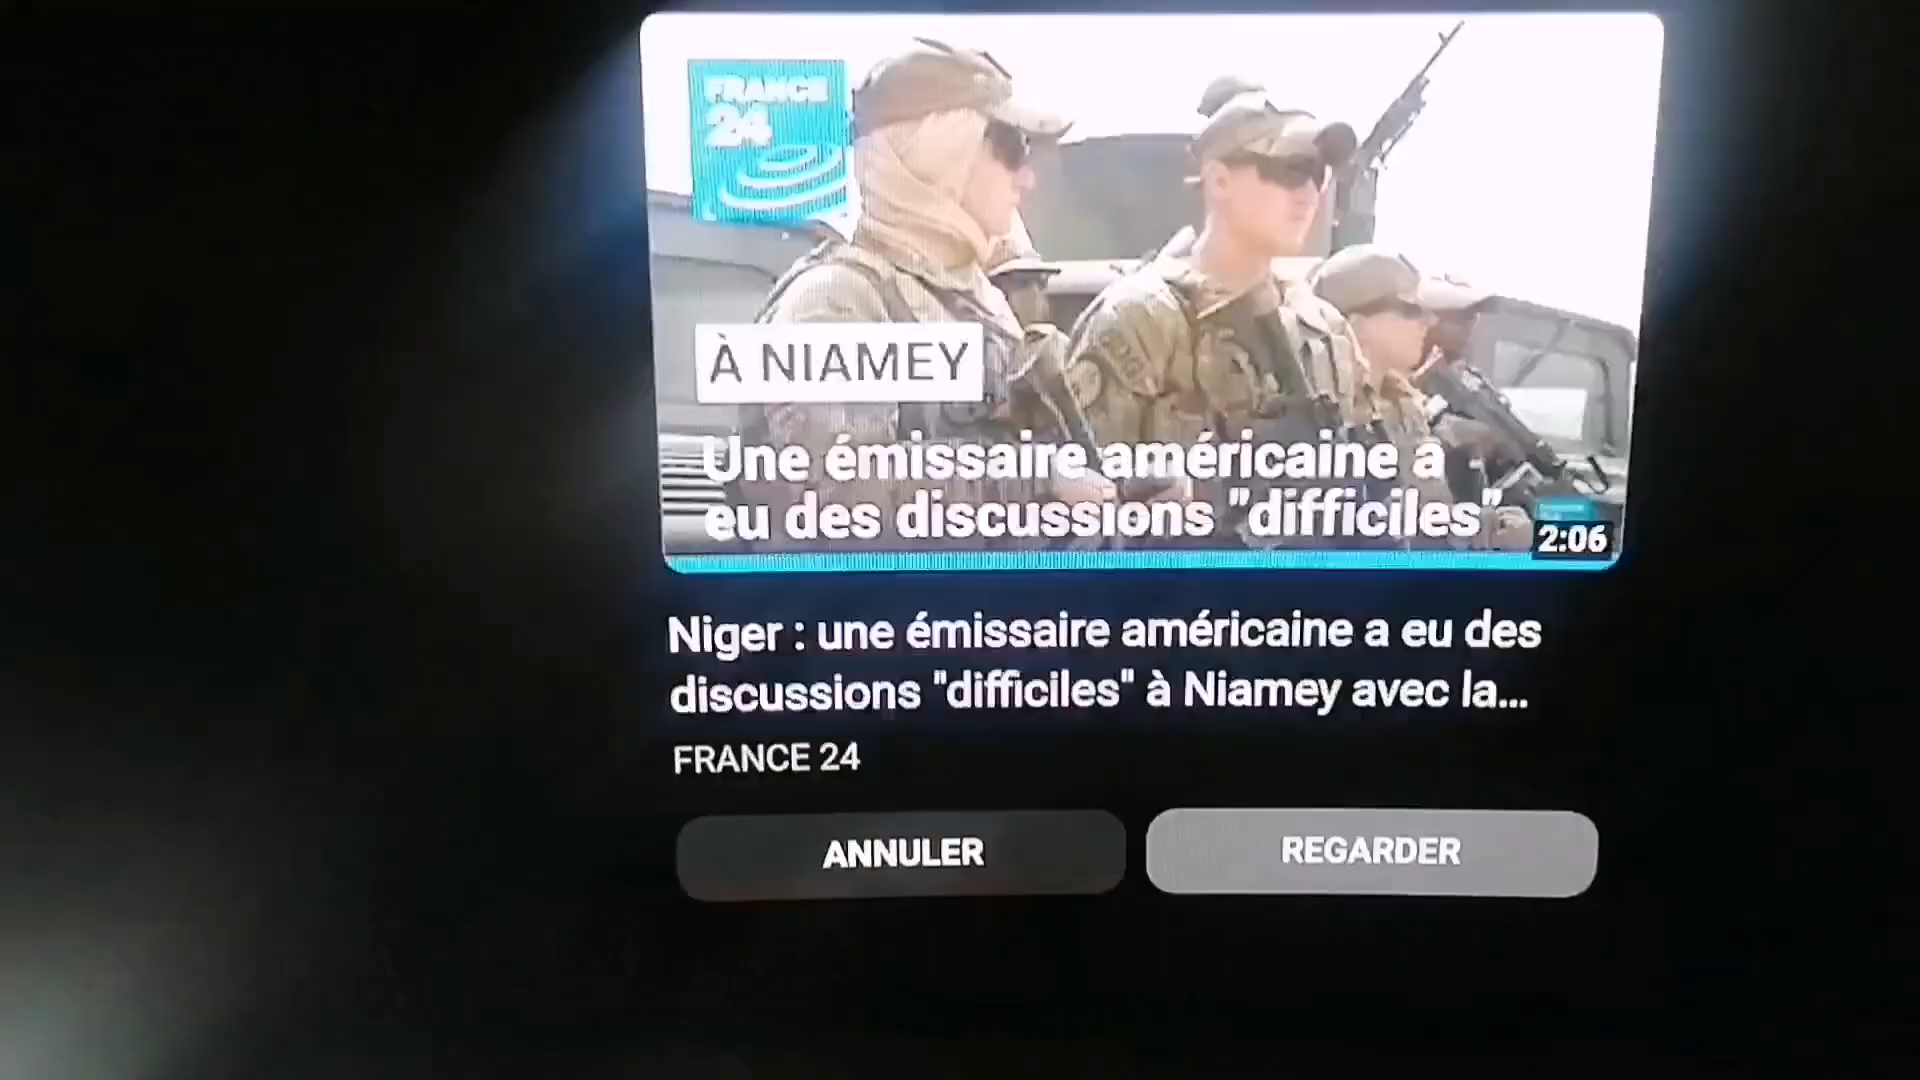 FRANCE
24
À NIAMEY
Une émissaire américaine a
eu des discussions "difficiles"
2:06
Niger : une émissaire américaine a eu des
discussions "difficiles" à Niamey avec la...
FRANCE 24
ANNULER
REGARDER